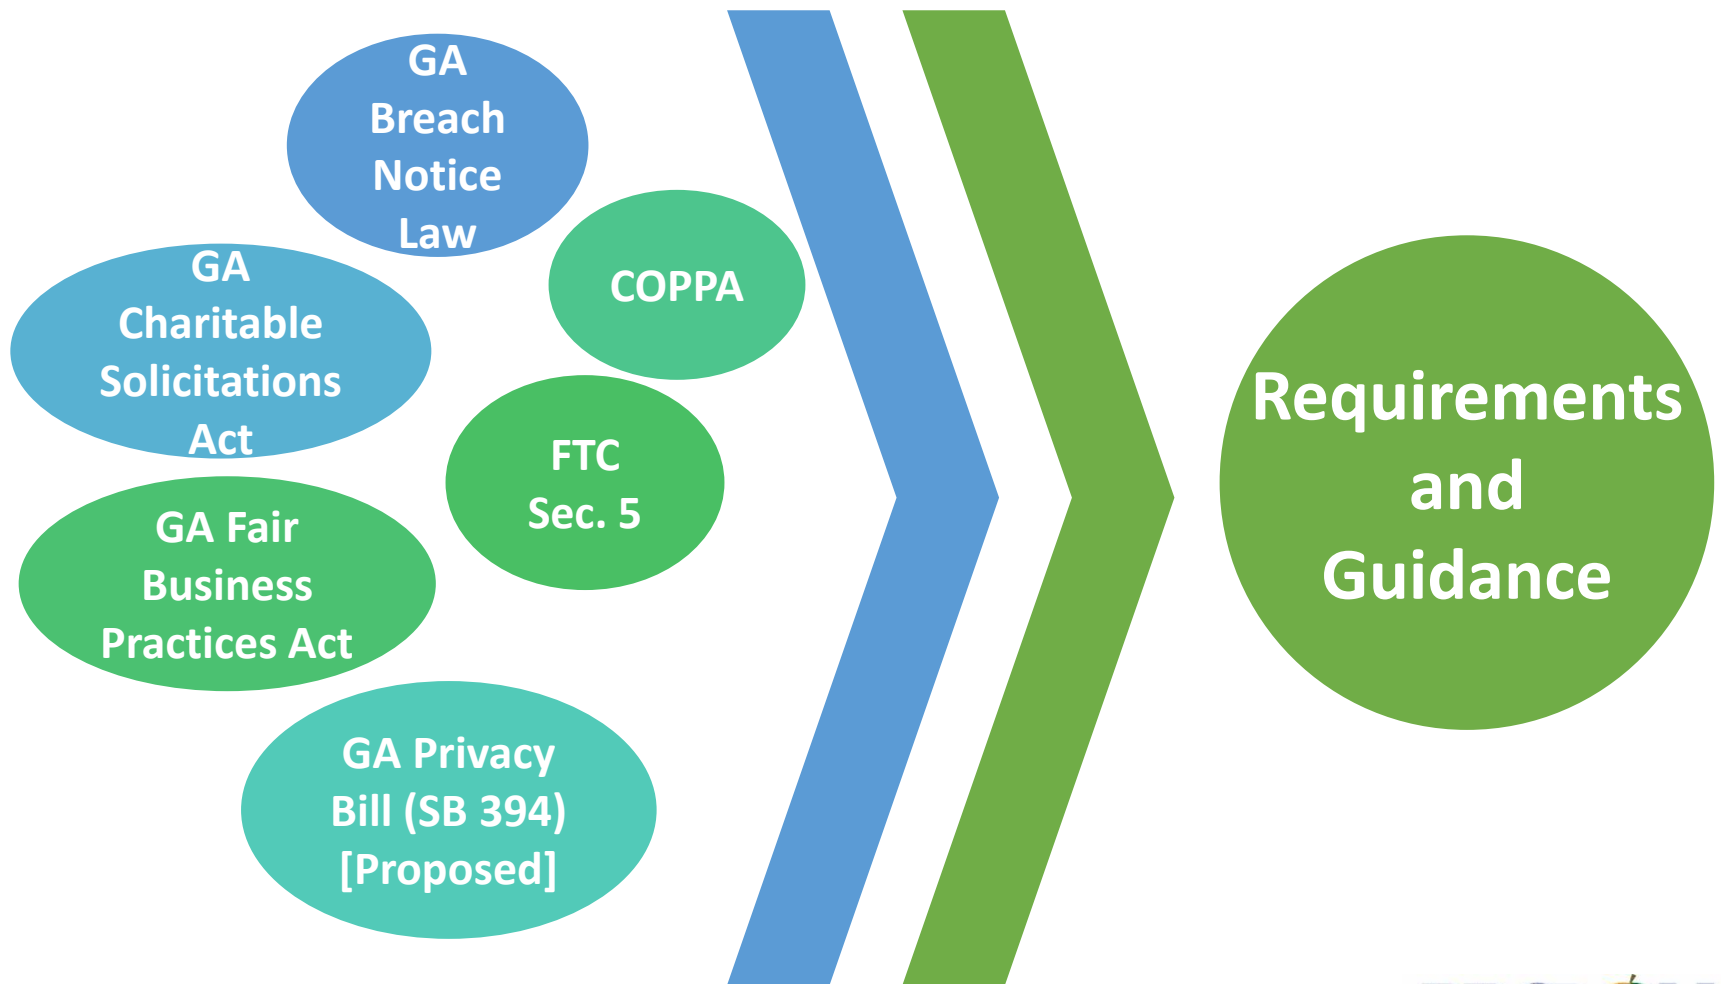 GA
Breach
Notice
Law
COPPA
GA
Charitable
Solicitations
Act
FTC
Sec. 5
GA Fair
Business
Practices Act
GA Privacy
Bill (SB 394)
[Proposed]
Requirements
and
Guidance